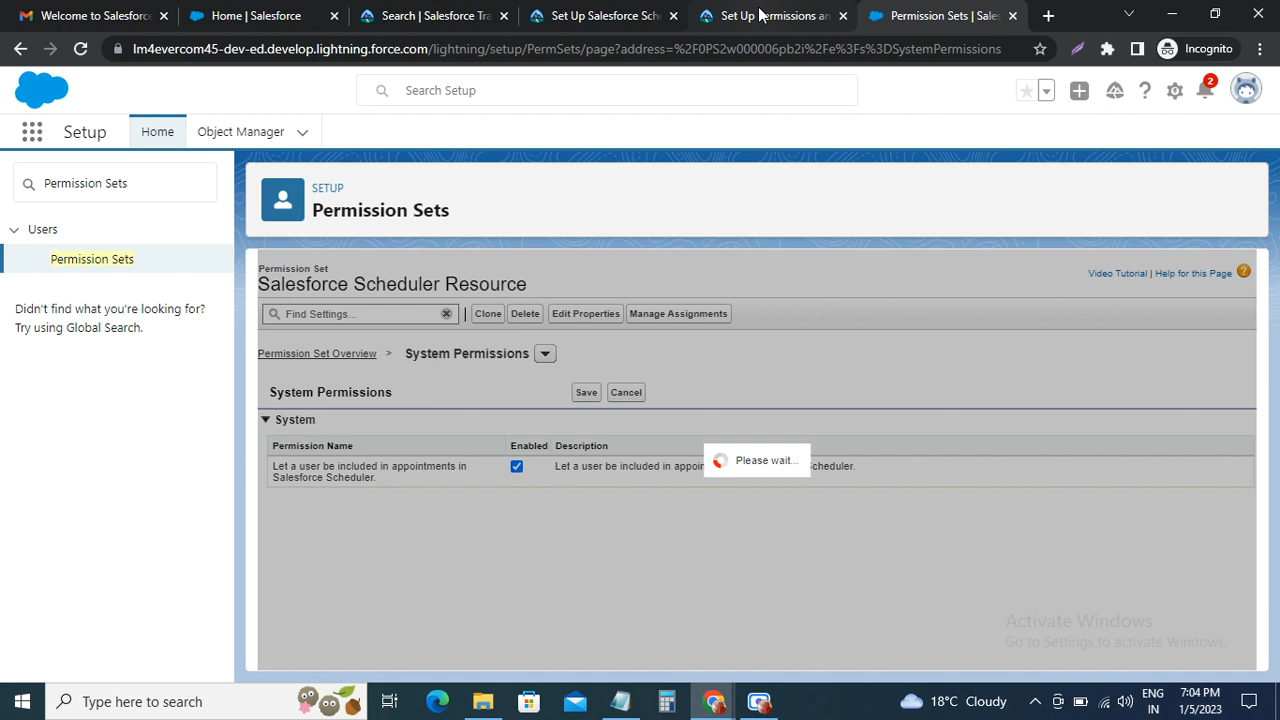 Welcome to Salesforce
Home | Salesforce
Search | Salesforce Tra
Set Up Salesforce Sch
Set Up Permissions an
Permission Sets | Sales
lm4evercom45-dev-ed.develop.lightning.force.com/lightning/setup/PermSets/page?address=%2F0PS2w000006pb2i%2Fe%3Fs%3DSystemPermissions
Incognito
Search Setup
2
Setup
Home
Object Manager
Permission Sets
Users
Permission Sets
Didn't find what you're looking for?
Try using Global Search.
SETUP
Permission Sets
Permission Set
Salesforce Scheduler Resource
Video Tutorial | Help for this Page
Find Settings...
Clone
Delete
Edit Properties
Manage Assignments
Permission Set Overview > System Permissions
System Permissions
Save
Cancel
System
Permission Name
Enabled
Description
Let a user be included in appointments in
Salesforce Scheduler.
Let a user be included in appoin
cheduler.
Please wait...
Activate Windows
Go to Settings to activate Windows.
Type here to search
18°C Cloudy
ENG
IN
7:04 PM
1/5/2023